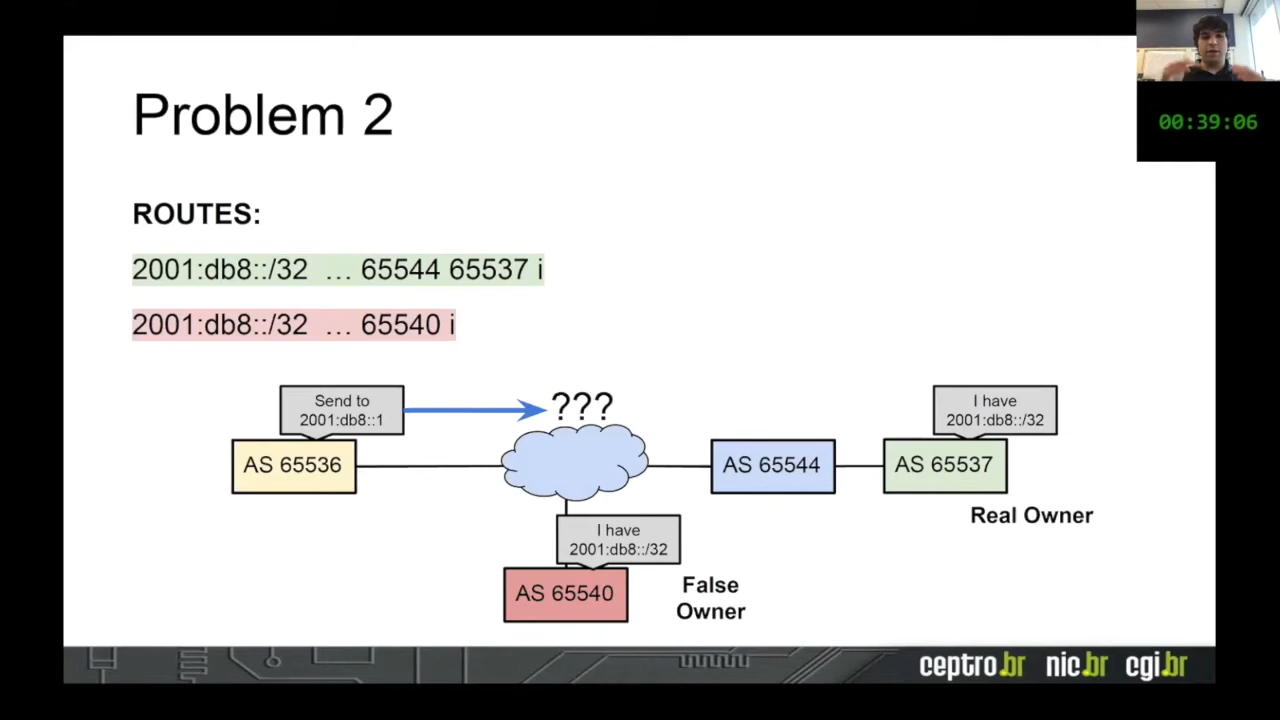 00:39:06
Problem 2
ROUTES:
2001:db8::/32 … 65544 65537 i
2001:db8::/32 … 65540 i
Send to
2001:db8::1
???
I have
2001:db8::/32
AS 65536
AS 65544
AS 65537
Real Owner
I have
2001:db8::/32
AS 65540
False
Owner
ceptro.br nic.br cgi.br